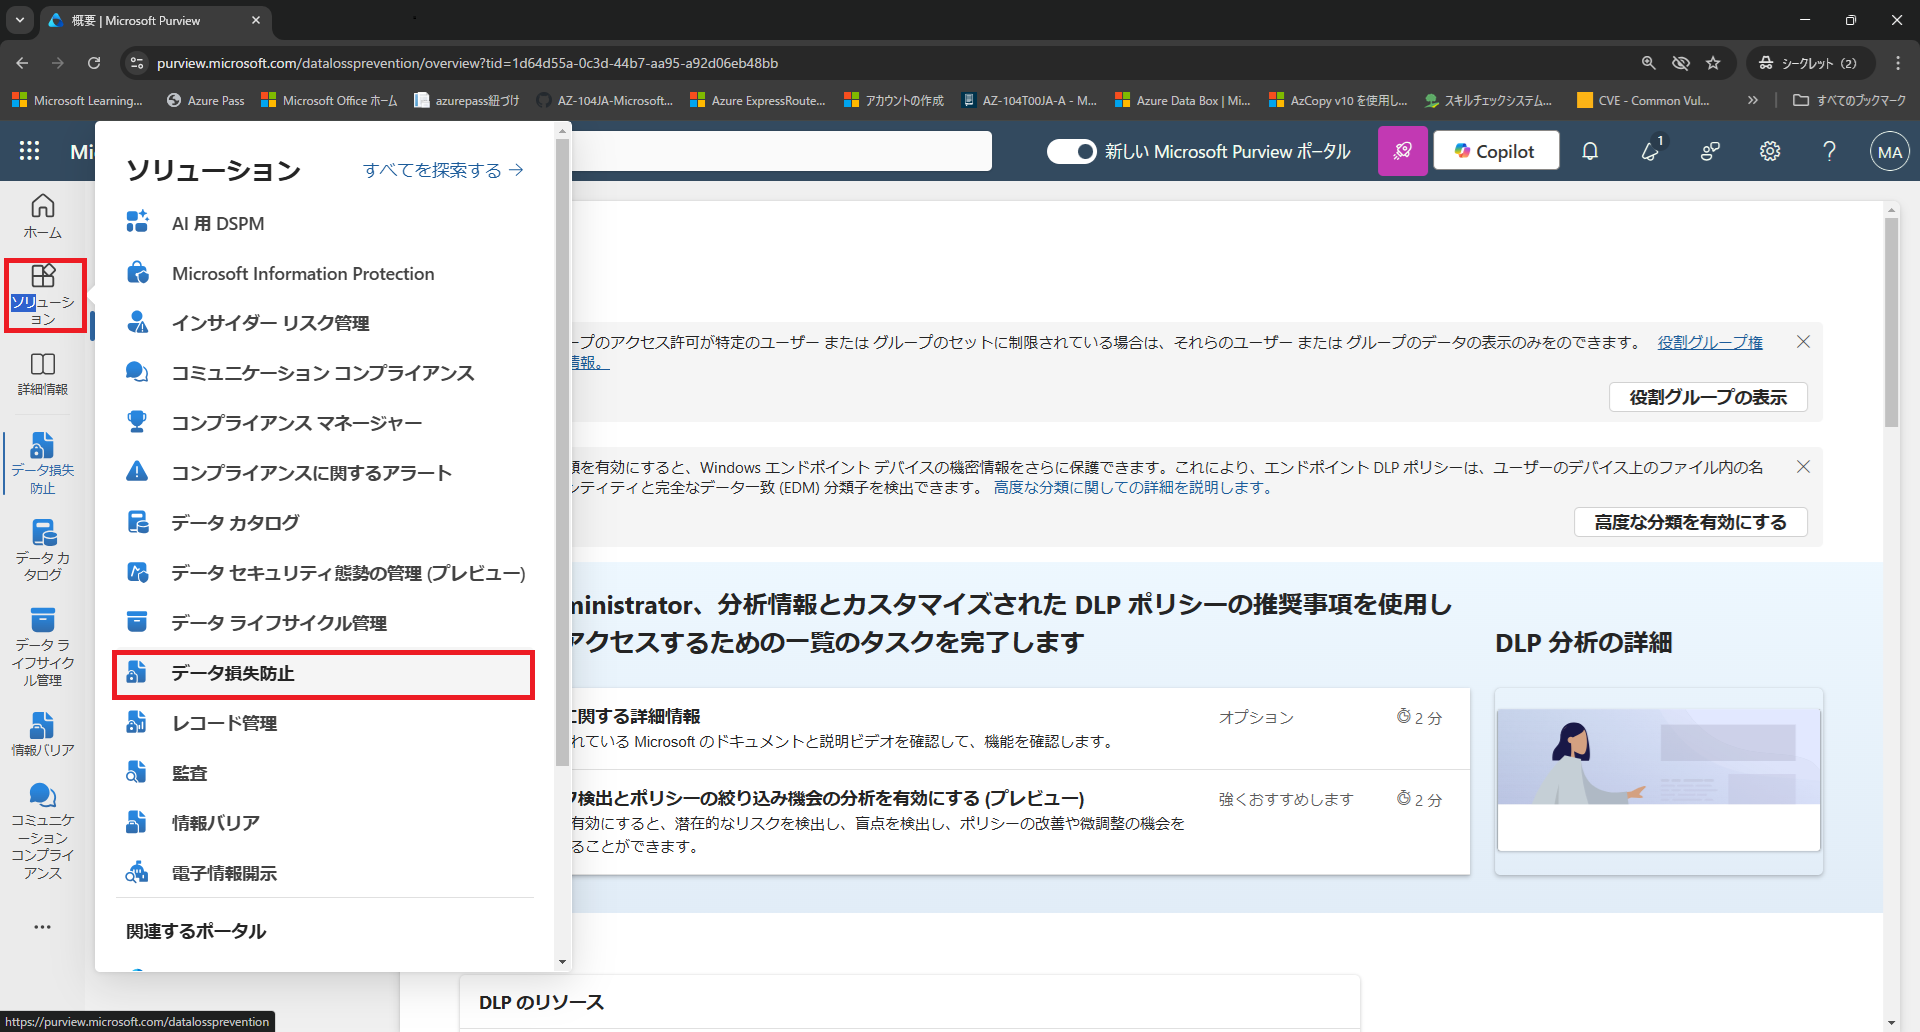 概要 | Microsoft Purview
purview.microsoft.com/datalossprevention/overview?tid=1d64d55a-0c3d-44b7-aa95-a92d06eb48bb
シークレット (2)
Microsoft Learning...
Azure Pass
Microsoft Office ホーム
azurepass紐づけ
AZ-104JA-Microsoft...
Azure ExpressRoute...
アカウントの作成
AZ-104T00JA-A - M...
Azure Data Box | Mi...
AzCopy v10 を使用し...
スキルチェックシステム...
CVE - Common Vul...
すべてのブックマーク
Mi
新しい Microsoft Purview ポータル
Copilot
1
MA
ホーム
ソリューシ
ョン
詳細情報
データ損失
防止
データ カ
タログ
データ ラ
イフサイク
ル管理
情報バリア
コミュニケ
ーション
コンプライ
アンス
ソリューション
すべてを探索する
AI 用 DSPM
Microsoft Information Protection
インサイダー リスク管理
コミュニケーション コンプライアンス
コンプライアンス マネージャー
コンプライアンスに関するアラート
データ カタログ
データ セキュリティ態勢の管理 (プレビュー)
データ ライフサイクル管理
データ損失防止
レコード管理
監査
情報バリア
電子情報開示
関連するポータル
ープのアクセス許可が特定のユーザー または グループのセットに制限されている場合は、それらのユーザー または グループのデータの表示のみをのできます。 役割グループ権
情報。
役割グループの表示
類を有効にすると、Windows エンドポイント デバイスの機密情報をさらに保護できます。これにより、エンドポイント DLP ポリシーは、ユーザーのデバイス上のファイル内の名
ンティティと完全なデータ一致 (EDM) 分類子を検出できます。 高度な分類に関しての詳細を説明します。
高度な分類を有効にする
ministrator、分析情報とカスタマイズされた DLP ポリシーの推奨事項を使用し
アクセスするための一覧のタスクを完了します
DLP 分析の詳細
に関する詳細情報
オプション
2 分
れている Microsoft のドキュメントと説明ビデオを確認して、機能を確認します。
ク検出とポリシーの絞り込み機会の分析を有効にする (プレビュー)
強くおすすめします
2 分
有効にすると、潜在的なリスクを検出し、盲点を検出し、ポリシーの改善や微調整の機会を
ることができます。
DLP のリソース
https://purview.microsoft.com/datalossprevention